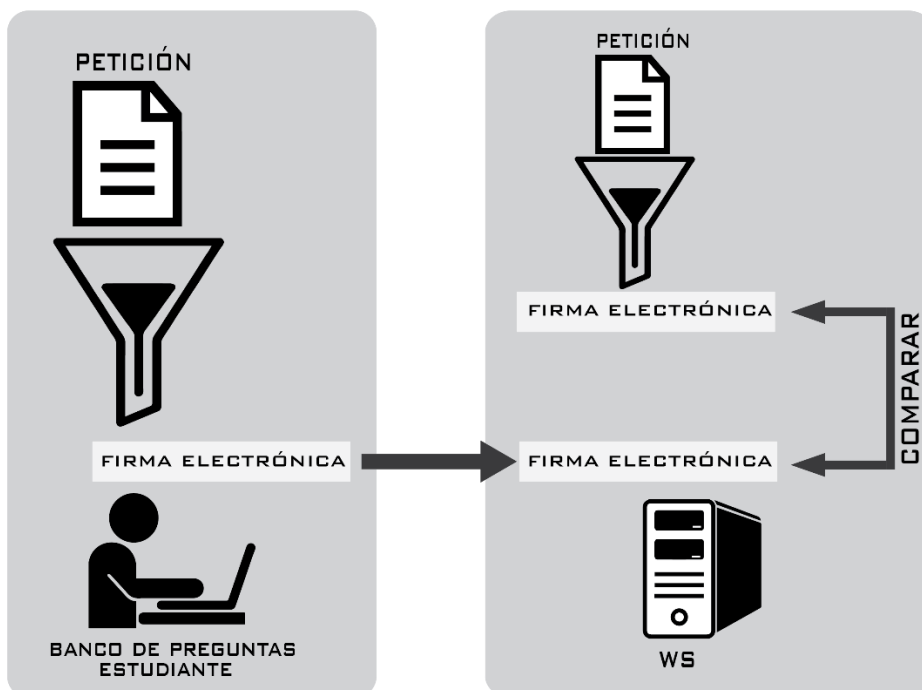 PETICIÓN
FIRMA ELECTRÓNICA
BANCO DE PREGUNTAS
ESTUDIANTE
PETICIÓN
FIRMA ELECTRÓNICA
COMPARAR
FIRMA ELECTRÓNICA
WS